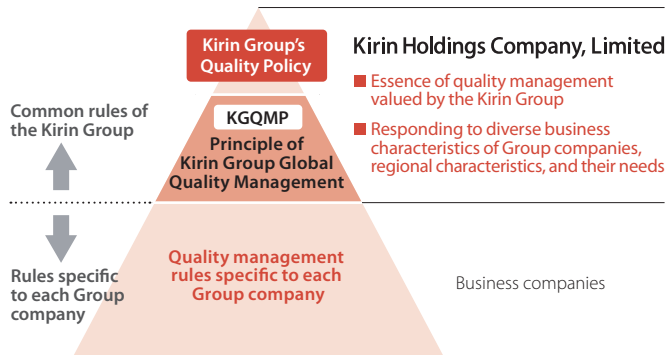 Kirin Group's
Quality Policy
Kirin Holdings Company, Limited
Essence of quality management
valued by the Kirin Group
Responding to diverse business
characteristics of Group companies,
regional characteristics, and their needs
Common rules of
the Kirin Group
KGQMP
Principle of
Kirin Group Global
Quality Management
Rules specific
to each Group
company
Quality management
rules specific to each
Group company
Business companies